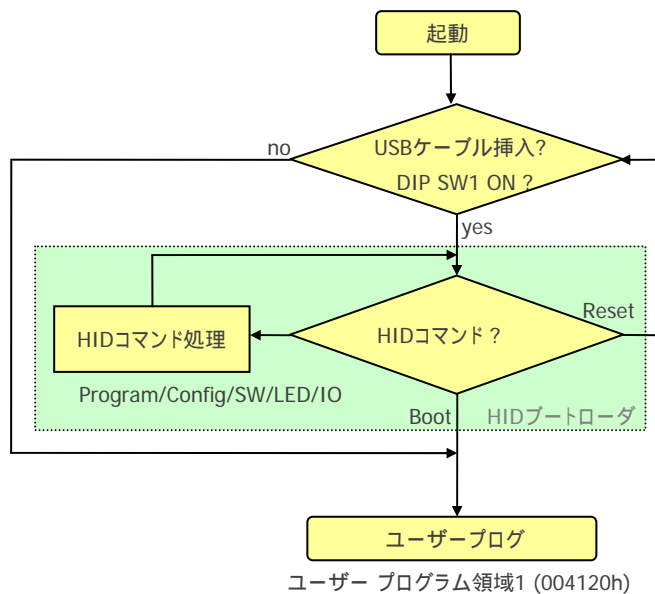 起動
USBケーブル挿入?
DIP SW1 ON ?
no
yes
HIDコマンド処理
HIDコマンド ?
Reset
Program/Config/SW/LED/IO
Boot
HIDブートローダ
ユーザープログ
ユーザー プログラム領域1 (004120h)